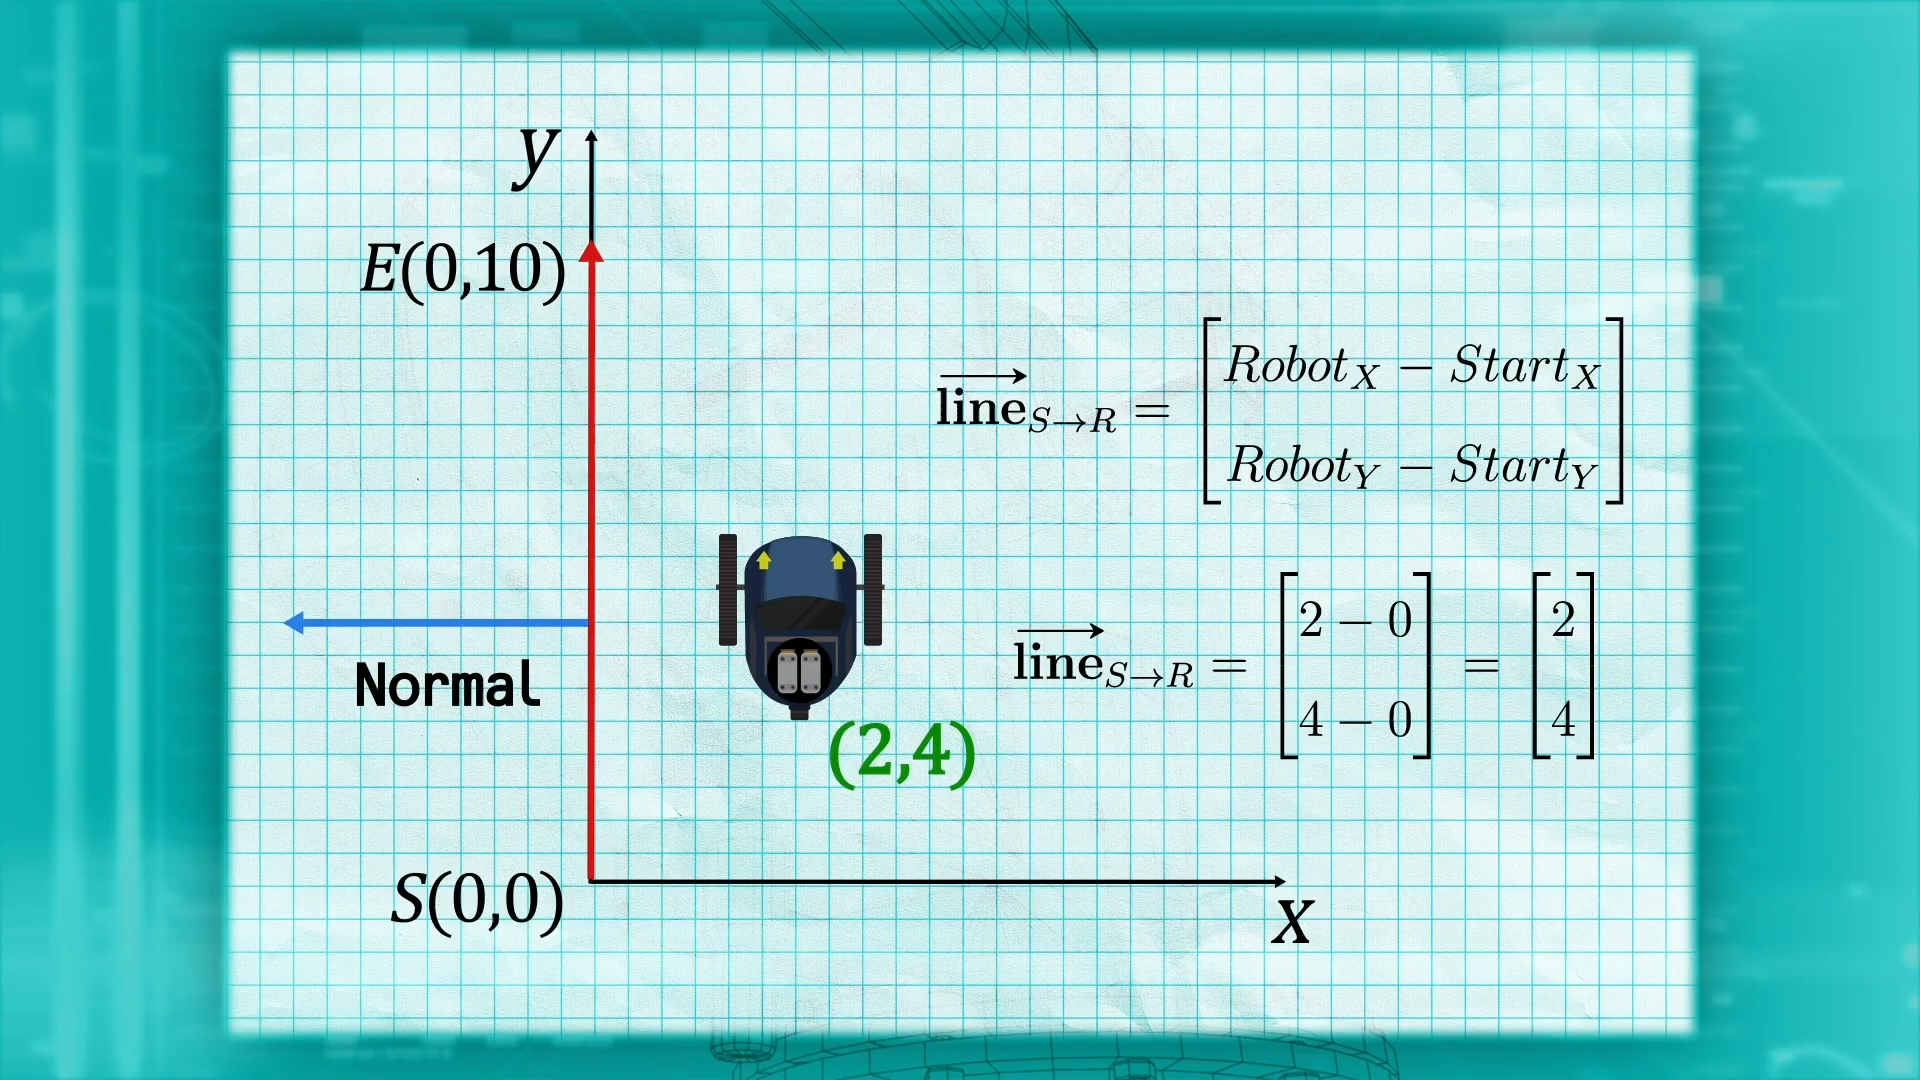 y
E(0,10)
line_{S→R} = [Robot_X − Start_X
Robot_Y − Start_Y]
Normal
line_{S→R} = [2 − 0
4 − 0] = [2
4]
(2,4)
S(0,0)
x